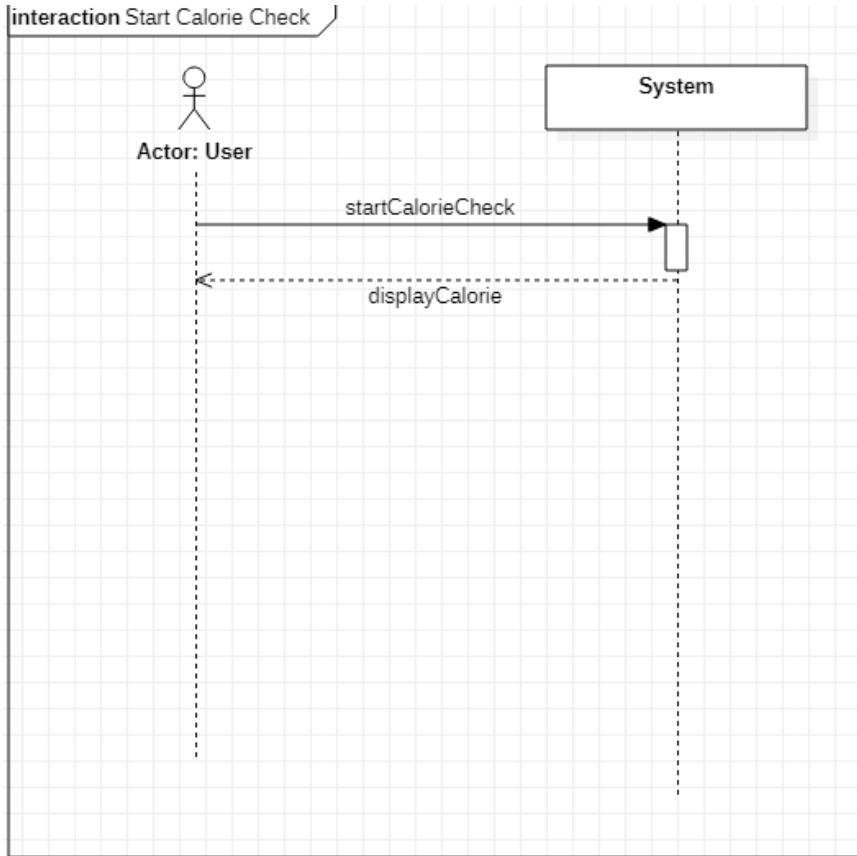 interaction Start Calorie Check
System
Actor: User
startCalorieCheck
displayCalorie